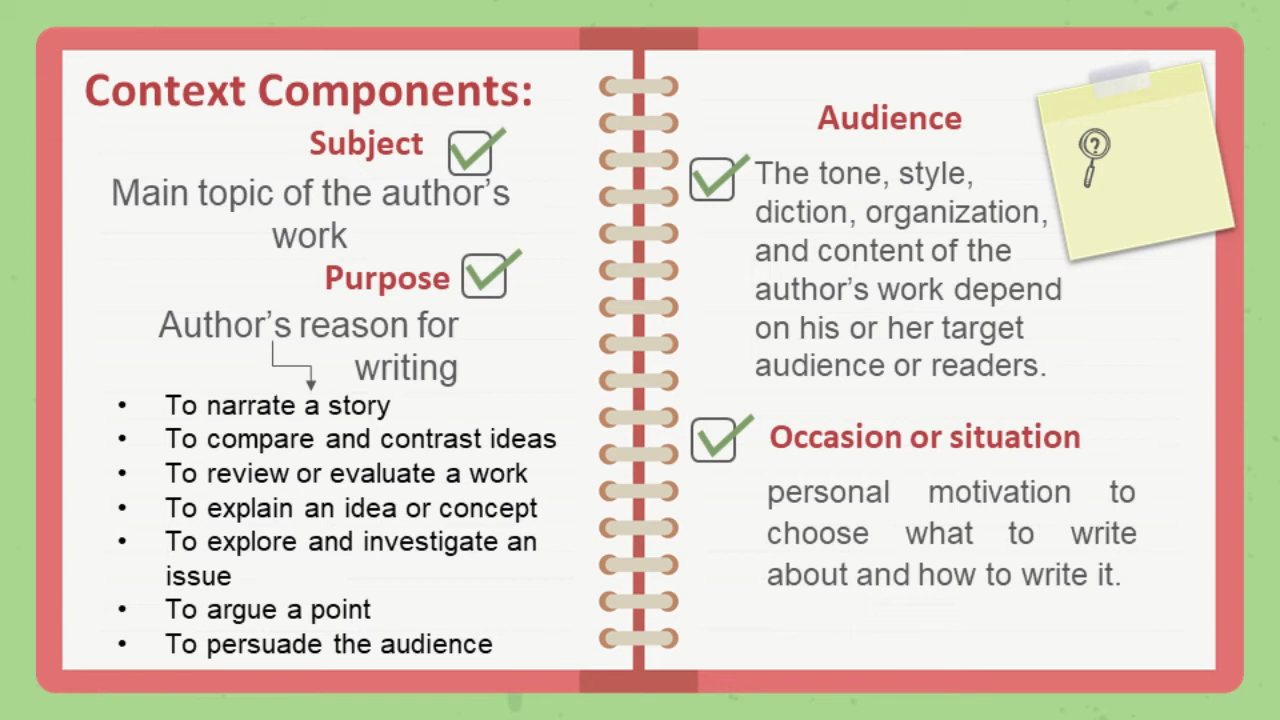 Context Components:
Subject
Main topic of the author's
work
Purpose
Author's reason for
writing
• To narrate a story
• To compare and contrast ideas
• To review or evaluate a work
• To explain an idea or concept
• To explore and investigate an
issue
• To argue a point
• To persuade the audience
Audience
The tone, style,
diction, organization,
and content of the
author's work depend
on his or her target
audience or readers.
Occasion or situation
personal motivation to
choose what to write
about and how to write it.
?